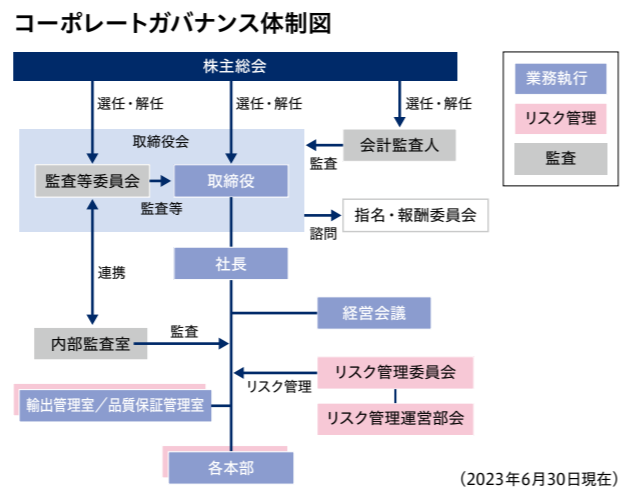 コーポレートガバナンス体制図
株主総会
選任・解任
選任・解任
選任・解任
取締役会
監査等委員会
監査等
取締役
会計監査人
監査
指名・報酬委員会
諮問
社長
連携
経営会議
内部監査室
監査
リスク管理委員会
リスク管理
リスク管理運営部会
輸出管理室／品質保証管理室
各本部
業務執行
リスク管理
監査
（2023年6月30日現在）